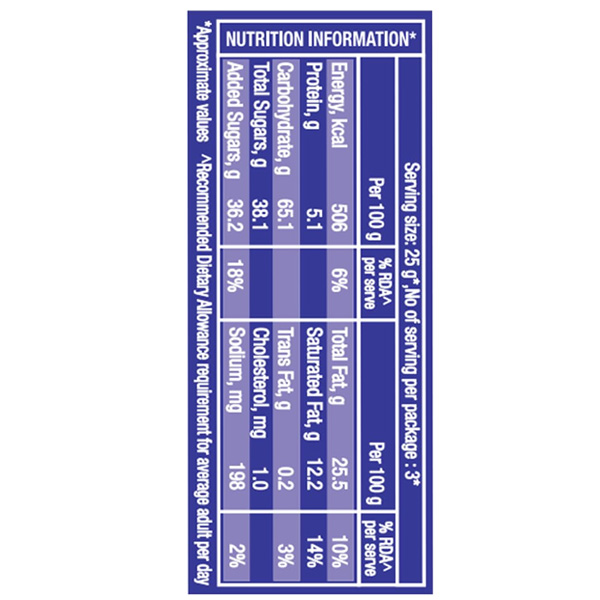 NUTRITION INFORMATION*
Serving size: 25 g*,No of serving per package : 3*
Per 100 g % RDA^ per serve Per 100 g % RDA^ per serve
Energy, kcal 506 6% Total Fat, g 25.5 10%
Protein, g 5.1 Saturated Fat, g 12.2 14%
Carbohydrate, g 65.1 Trans Fat, g 0.2 3%
Total Sugars, g 38.1 Cholesterol, mg 1.0
Added Sugars, g 36.2 18% Sodium, mg 198 2%
*Approximate values ^Recommended Dietary Allowance requirement for average adult per day